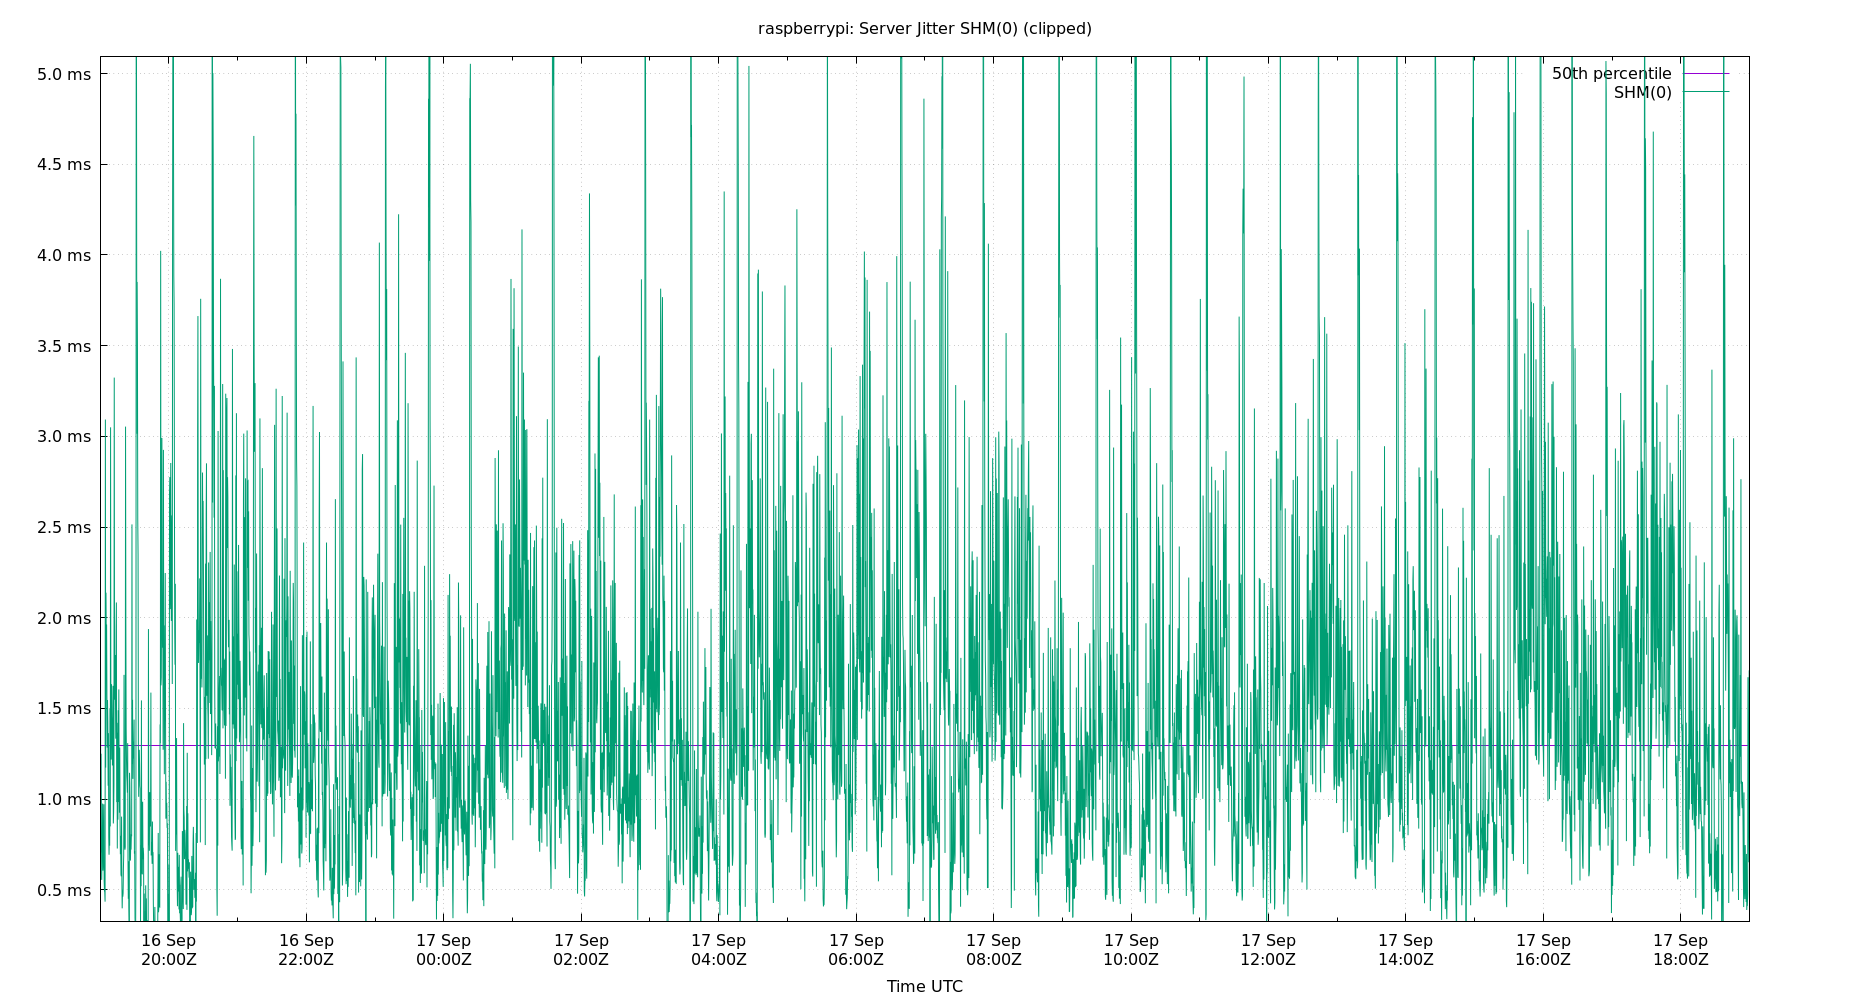 raspberrypi: Server Jitter SHM(0) (clipped)
50th percentile
SHM(0)
5.0 ms
4.5 ms
4.0 ms
3.5 ms
3.0 ms
2.5 ms
2.0 ms
1.5 ms
1.0 ms
0.5 ms
16 Sep 16 Sep 17 Sep 17 Sep 17 Sep 17 Sep 17 Sep 17 Sep 17 Sep 17 Sep 17 Sep 17 Sep
20:00Z 22:00Z 00:00Z 02:00Z 04:00Z 06:00Z 08:00Z 10:00Z 12:00Z 14:00Z 16:00Z 18:00Z
Time UTC